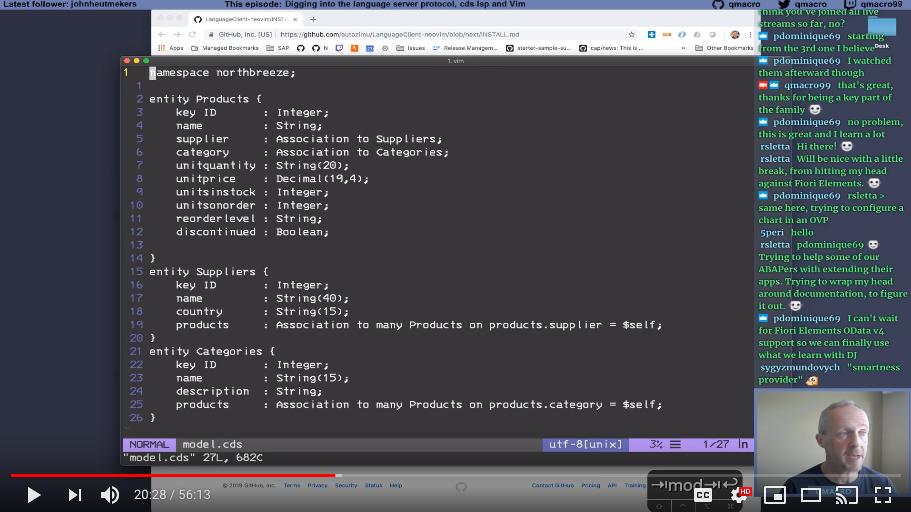 Latest follower: johnheutmekers
This episode: Digging into the language server protocol, cds-lsp and Vim
qmacro
qmacro99
LanguageClient-neovim/INSTALL.m
GitHub, Inc. [US]
https://github.com/autozimu/LanguageClient-neovim/blob/next/INSTALL.md
Apps
Managed Bookmarks
SAP
N
Issues
Release Managem...
starter-sample-sui...
cap/news: This is...
Other Bookmarks
Desk
1. vim
1 namespace northbreeze;
1
2 entity Products {
3 key ID : Integer;
4 name : String;
5 supplier : Association to Suppliers;
6 category : Association to Categories;
7 unitquantity : String(20);
8 unitprice : Decimal(19,4);
9 unitsinstock : Integer;
10 unitsonorder : Integer;
11 reorderlevel : String;
12 discontinued : Boolean;
13
14 }
15 entity Suppliers {
16 key ID : Integer;
17 name : String(40);
18 country : String(15);
19 products : Association to many Products on products.supplier = $self;
20 }
21 entity Categories {
22 key ID : Integer;
23 name : String(15);
24 description : String;
25 products : Association to many Products on products.category = $self;
26 }
NORMAL model.cds utf-8[unix] 3% ☰ 1/27 ln
"model.cds" 27L, 682C
© 2019 GitHub, Inc. Terms Privacy Security Status Help
Contact GitHub Pricing API Training
⇥mod⇥↩
think you've joined all live
streams so far, no?
pdominique69 starting
from the 3rd one I believe
pdominique69 I watched
them afterward though
qmacro99 that's great,
thanks for being a key part of
the family
pdominique69 no problem,
this is great and I learn a lot
rsletta Hi there!
rsletta Will be nice with a little
break, from hitting my head
against Fiori Elements.
pdominique69 rsletta >
same here, trying to configure a
chart in an OVP
5peri hello
rsletta pdominique69
Trying to help some of our
ABAPers with extending their
apps. Trying to wrap my head
around documentation, to figure
it out.
pdominique69 I can't wait
for Fiori Elements OData v4
support so we can finally use
what we learn with DJ
sygyzmundovych "smartness
provider"
20:28 / 56:13
CC
HD